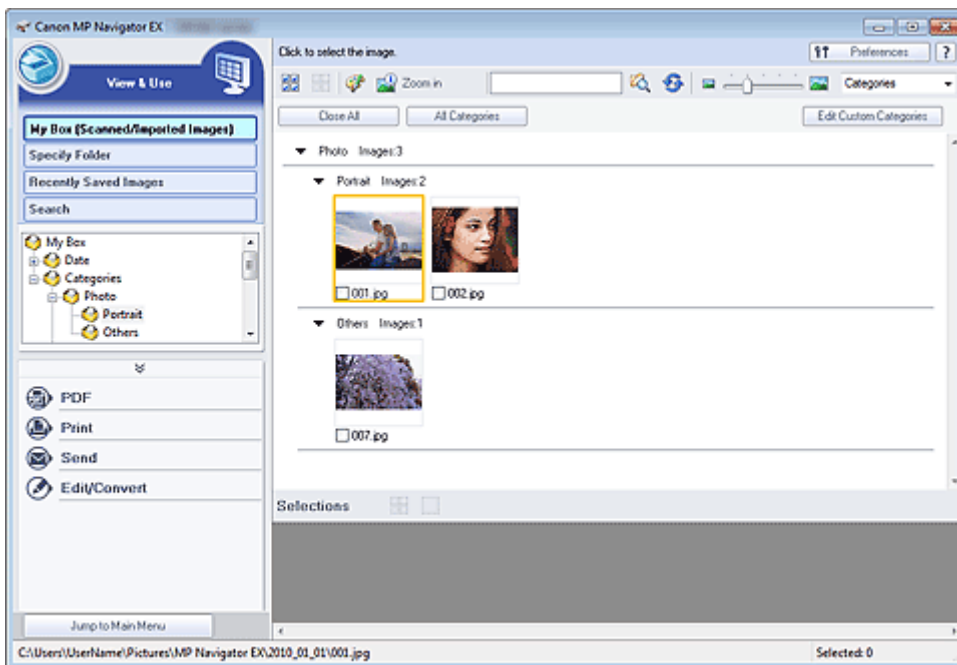 Canon MP Navigator EX
View & Use
My Box (Scanned/Imported Images)
Specify Folder
Recently Saved Images
Search
My Box
Date
Categories
Photo
Portrait
Others
PDF
Print
Send
Edit/Convert
Jump to Main Menu
Click to select the image.
Preferences
?
Zoom in
Categories
Close All
All Categories
Edit Custom Categories
Photo Images:3
Portrait Images:2
001.jpg
002.jpg
Others Images:1
007.jpg
Selections
C:\Users\UserName\Pictures\MP Navigator EX\2010_01_01\001.jpg
Selected: 0